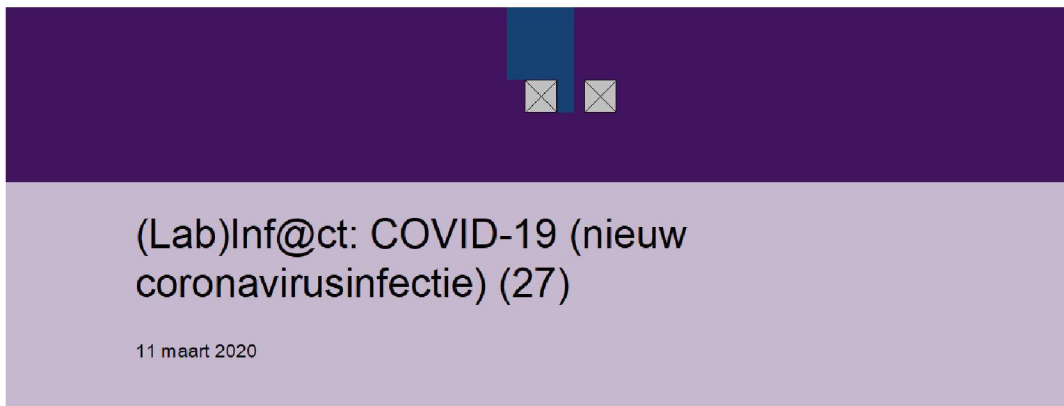 (Lab)Inf@ct: COVID-19 (nieuw
coronavirusinfectie) (27)
11 maart 2020